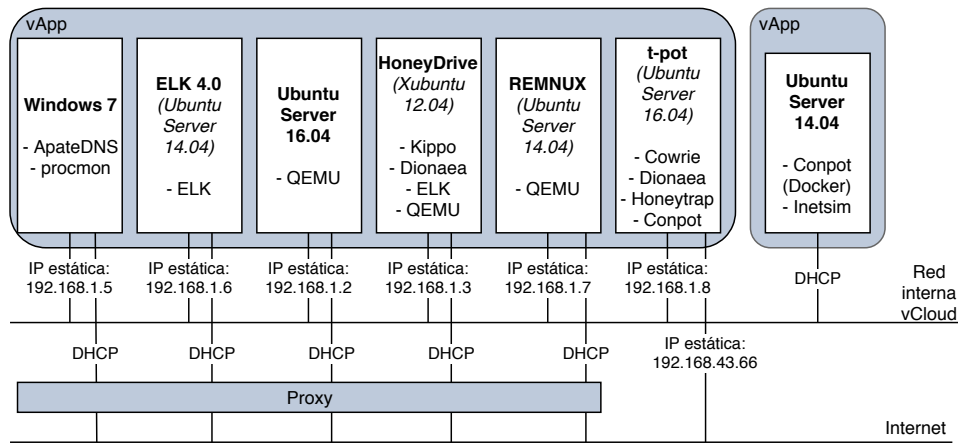 vApp
Windows 7
- ApateDNS
- procmon
ELK 4.0
(Ubuntu
Server
14.04)
- ELK
Ubuntu
Server
16.04
- QEMU
HoneyDrive
(Xubuntu
12.04)
- Kippo
- Dionaea
- ELK
- QEMU
REMNUX
(Ubuntu
Server
14.04)
- QEMU
t-pot
(Ubuntu
Server
16.04)
- Cowrie
- Dionaea
- Honeytrap
- Conpot
vApp
Ubuntu
Server
14.04
- Conpot
(Docker)
- Inetsim
IP estática:
192.168.1.5
IP estática:
192.168.1.6
IP estática:
192.168.1.2
IP estática:
192.168.1.3
IP estática:
192.168.1.7
IP estática:
192.168.1.8
DHCP
Red
interna
vCloud
DHCP
DHCP
DHCP
DHCP
DHCP
IP estática:
192.168.43.66
Proxy
Internet